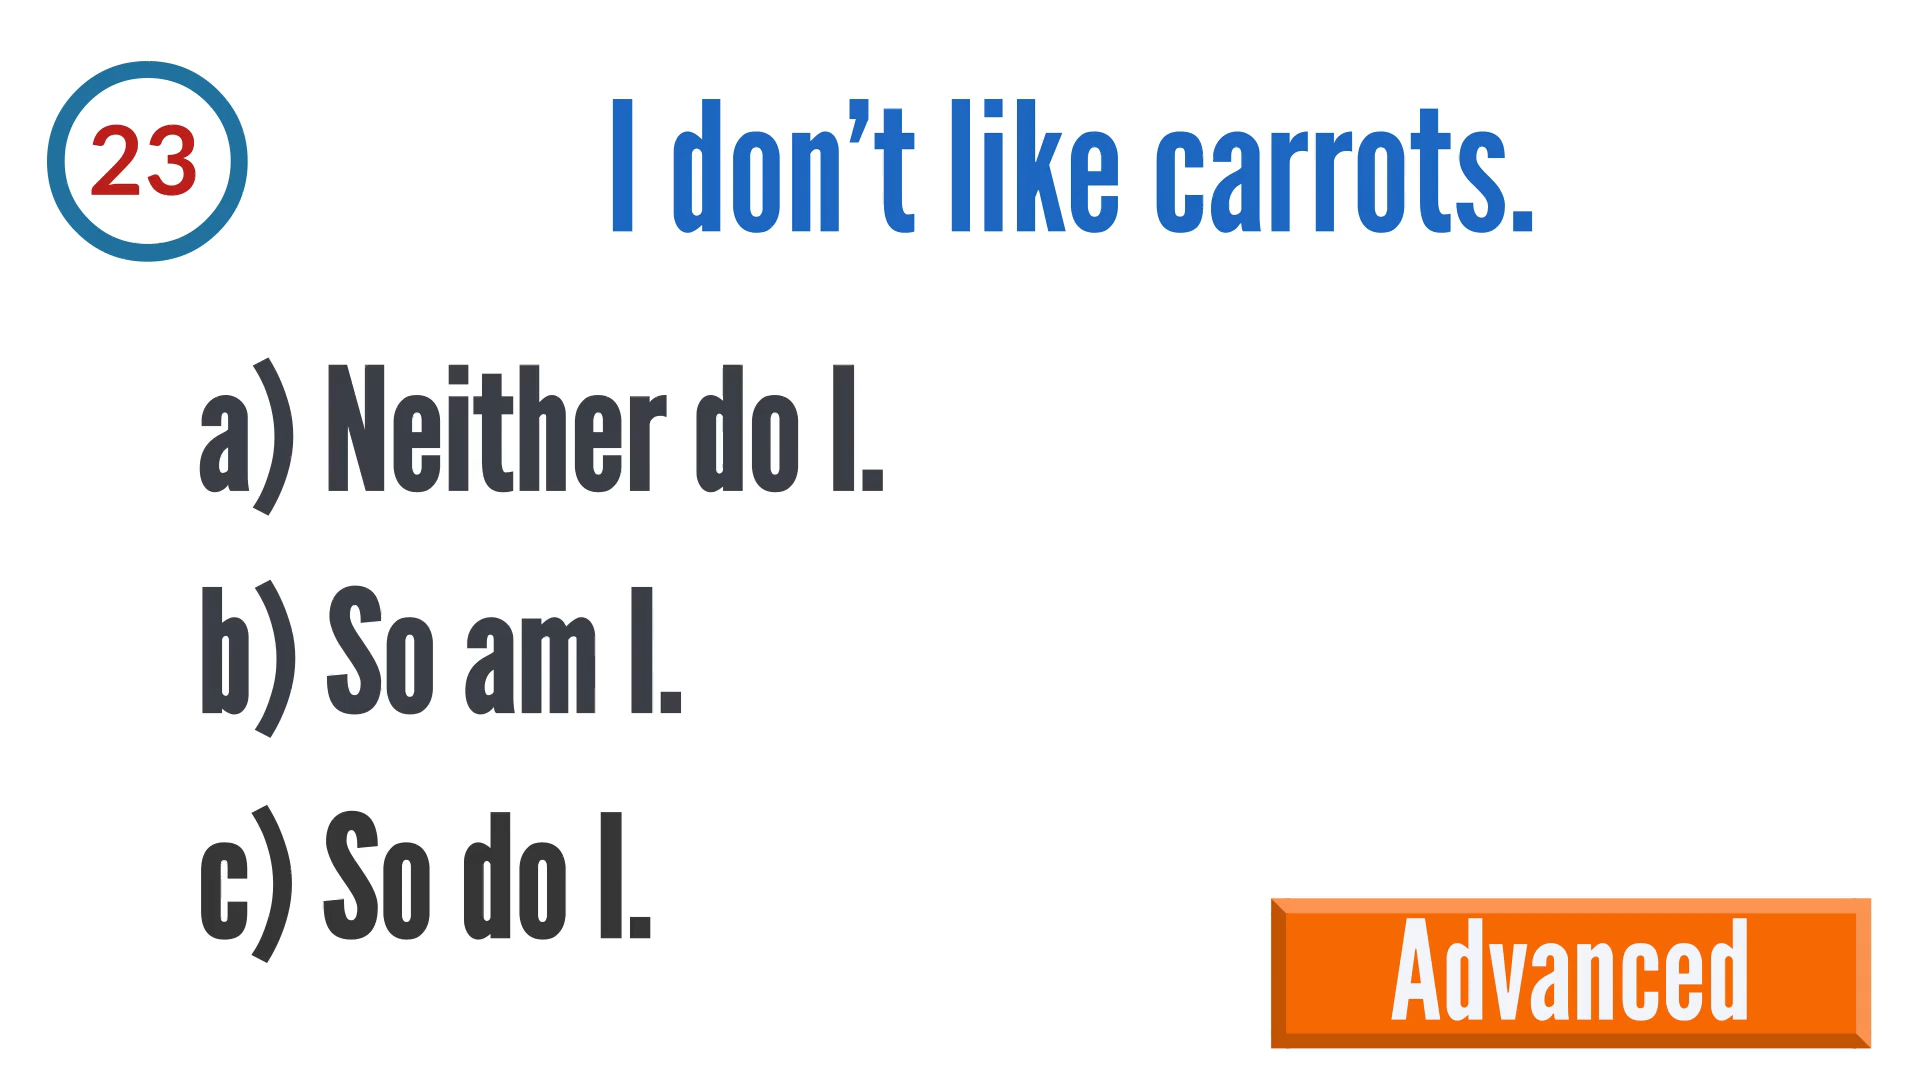 23
I don’t like carrots.
a) Neither do I.
b) So am I.
c) So do I.
Advanced